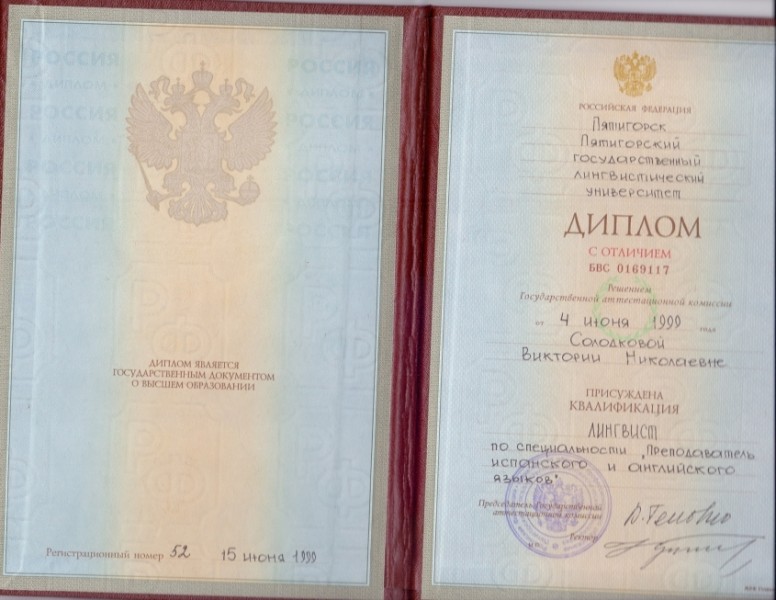 ДИПЛОМ ЯВЛЯЕТСЯ
ГОСУДАРСТВЕННЫМ ДОКУМЕНТОМ
О ВЫСШЕМ ОБРАЗОВАНИИ
Регистрационный номер 52 15 июня 1999
РОССИЙСКАЯ ФЕДЕРАЦИЯ
Пятигорск
Пятигорский
государственный
лингвистический
университет
ДИПЛОМ
С ОТЛИЧИЕМ
БВС 0169117
Решением
Государственной аттестационной комиссии
от 4 июня 1999 года
Солодковой
Виктории Николаевне
ПРИСУЖДЕНА
КВАЛИФИКАЦИЯ
ЛИНГВИСТ
по специальности „Преподаватель
испанского и английского
языков"
Председатель Государственной
аттестационной комиссии
Ректор